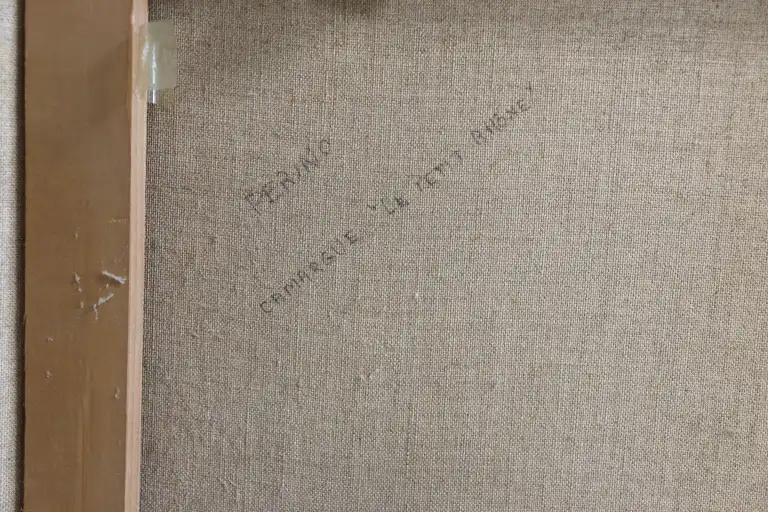 PERINO
CAMARGUE. "LE PETIT RHÔNE"